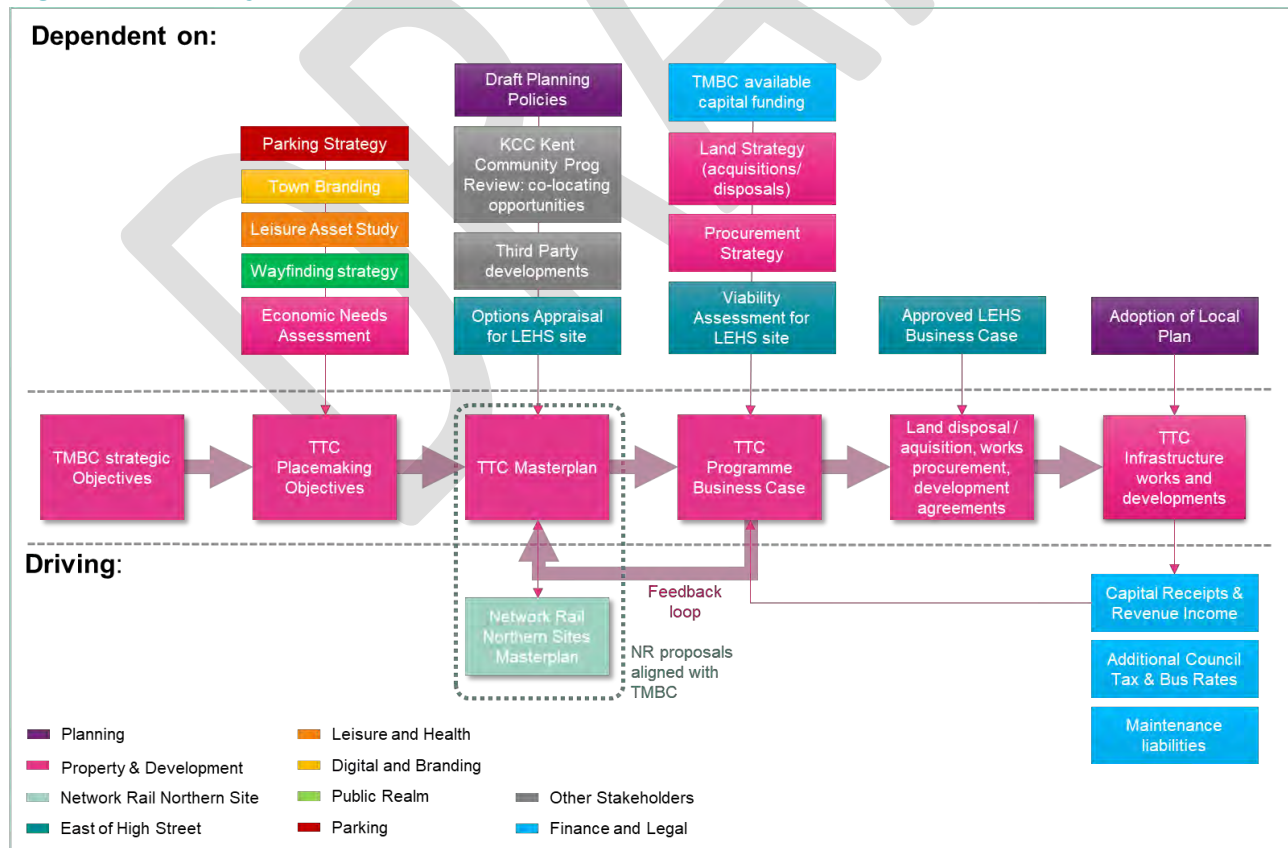 Dependent on:
Parking Strategy
Town Branding
Leisure Asset Study
Wayfinding strategy
Economic Needs
Assessment
Draft Planning
Policies
KCC Kent
Community Prog
Review: co-locating
opportunities
Third Party
developments
Options Appraisal
for LEHS site
TMBC available
capital funding
Land Strategy
(acquisitions/
disposals)
Procurement
Strategy
Viability
Assessment for
LEHS site
Approved LEHS
Business Case
Adoption of Local
Plan
TMBC strategic
Objectives
TTC
Placemaking
Objectives
TTC Masterplan
TTC
Programme
Business Case
Land disposal /
aquisition, works
procurement,
development
agreements
TTC
Infrastructure
works and
developments
Driving:
Feedback
loop
Network Rail
Northern Sites
Masterplan
NR proposals
aligned with
TMBC
Capital Receipts &
Revenue Income
Additional Council
Tax & Bus Rates
Maintenance
liabilities
Planning
Property & Development
Network Rail Northern Site
East of High Street
Leisure and Health
Digital and Branding
Public Realm
Parking
Other Stakeholders
Finance and Legal